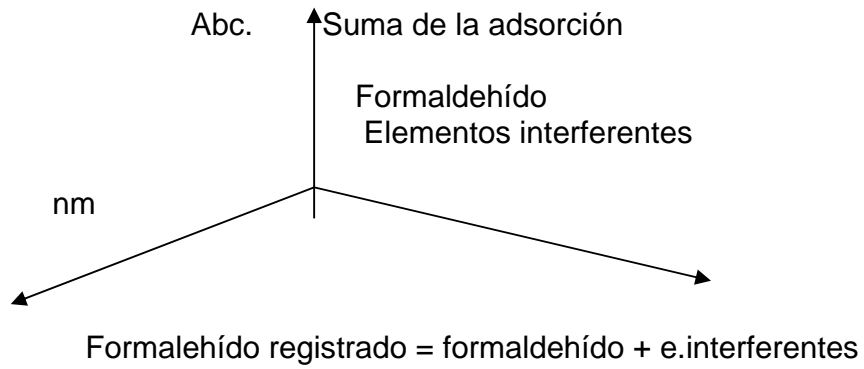 Abc. Suma de la adsorción
Formaldehído
Elementos interferentes
nm
Formalehído registrado = formaldehído + e.interferentes